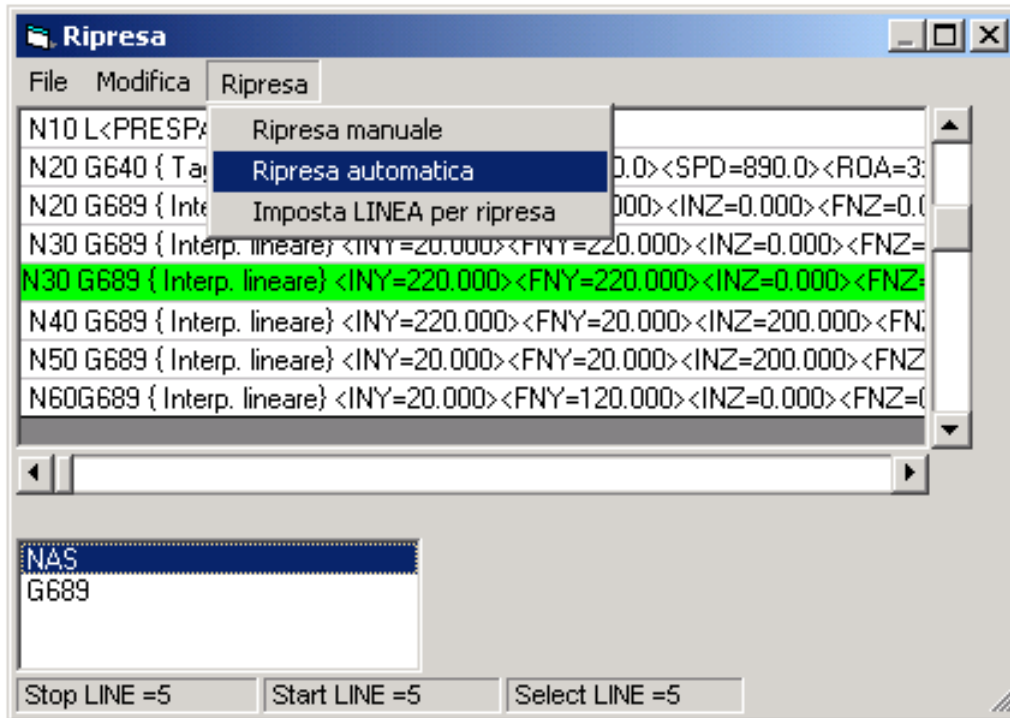 Ripresa
File Modifica Ripresa
Ripresa manuale
Ripresa automatica
Imposta LINEA per ripresa
N10 L<PRESPA
N20 G640 { Tag 0.0><SPD=890.0><ROA=3
N20 G689 { Inte 000><INZ=0.000><FNZ=0.0
N30 G689 { Interp. lineare} <INY=20.000><FNY=220.000><INZ=0.000><FNZ=
N30 G689 { Interp. lineare} <INY=220.000><FNY=220.000><INZ=0.000><FNZ=
N40 G689 { Interp. lineare} <INY=220.000><FNY=20.000><INZ=200.000><FN
N50 G689 { Interp. lineare} <INY=20.000><FNY=20.000><INZ=200.000><FNZ
N60G689 { Interp. lineare} <INY=20.000><FNY=120.000><INZ=0.000><FNZ=0
NAS
G689
Stop LINE =5 Start LINE =5 Select LINE =5